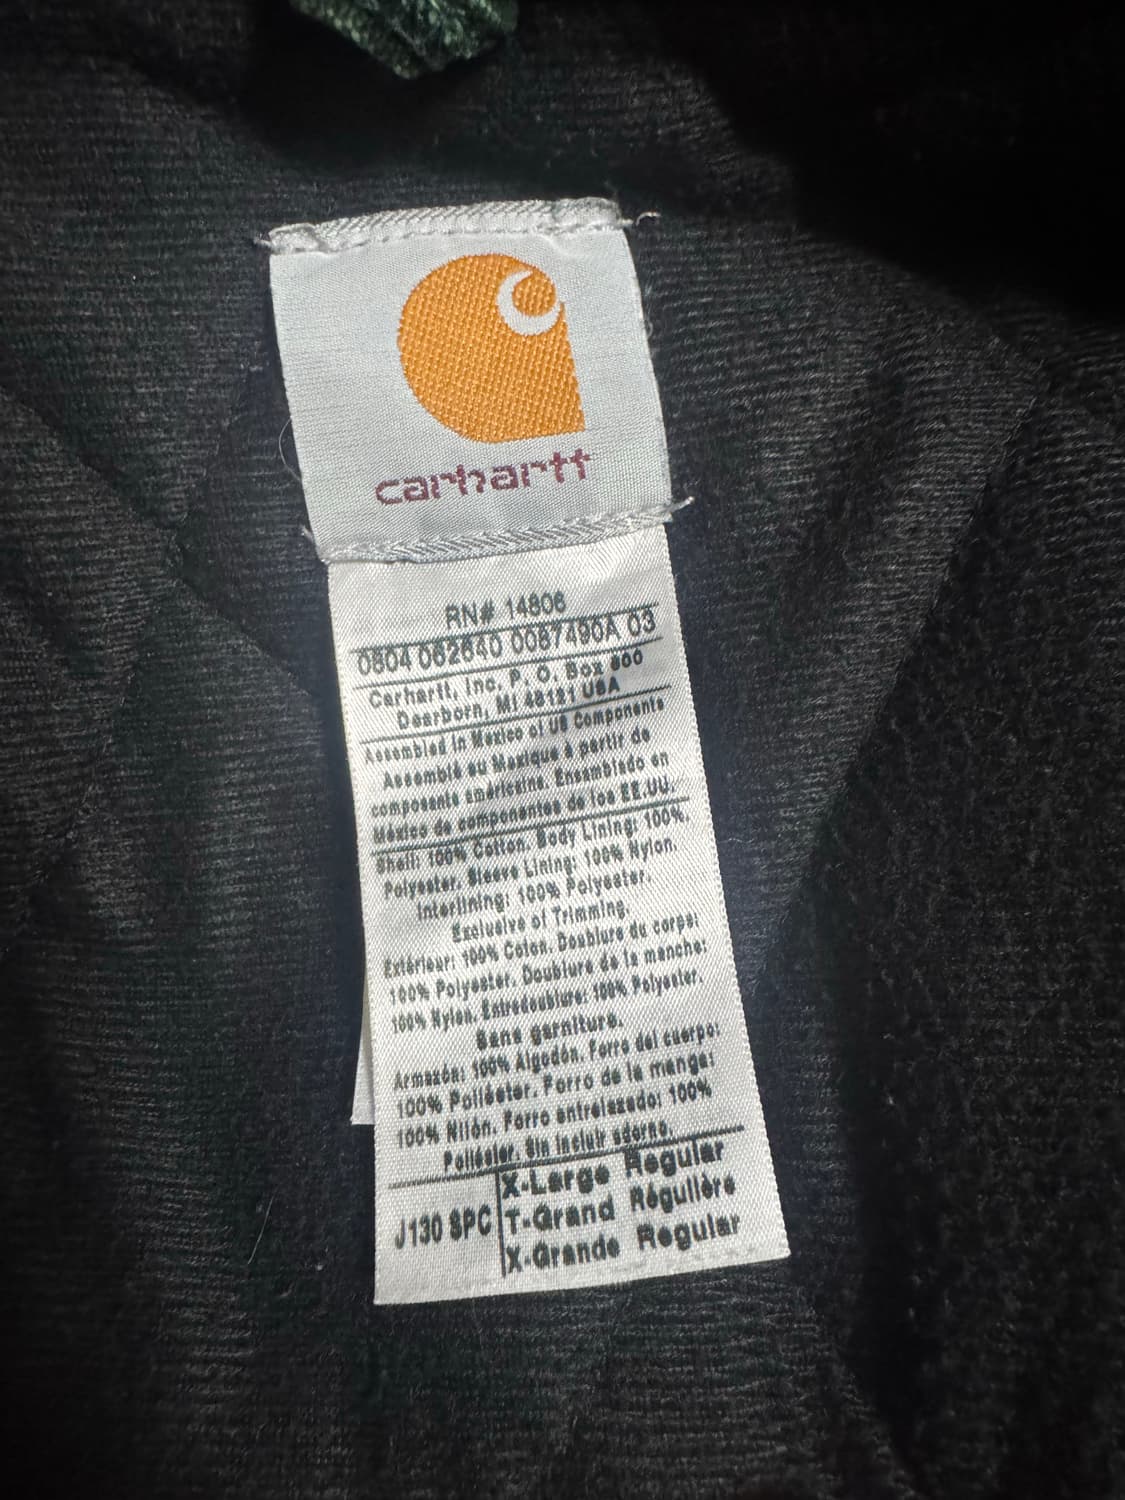 carhartt
RN# 14806
0604 062640 0087490A 03
Carhartt, Inc. P. O. Box 600
Dearborn, MI 48121 USA
Assembled in Mexico of US Components
Assemblé au Mexique à partir de
composants américains. Ensamblado en
México de componentes de los EE.UU.
Shell: 100% Cotton. Body Lining: 100%.
Polyester. Sleeve Lining: 100% Nylon.
Interlining: 100% Polyester.
Exclusive of Trimming.
Extérieur: 100% Coton. Doublure du corps:
100% Polyester. Doublure de la manche:
100% Nylon. Entredoublure: 100% Polyester.
Sans garniture.
Armazón: 100% Algodón. Forro del cuerpo:
100% Poliéster. Forro de la manga:
100% Nilón. Forro entrelazado: 100%
Poliéster. Sin incluir adorno.
J130 SPC
X-Large Regular
T-Grand Régulière
X-Grande Regular